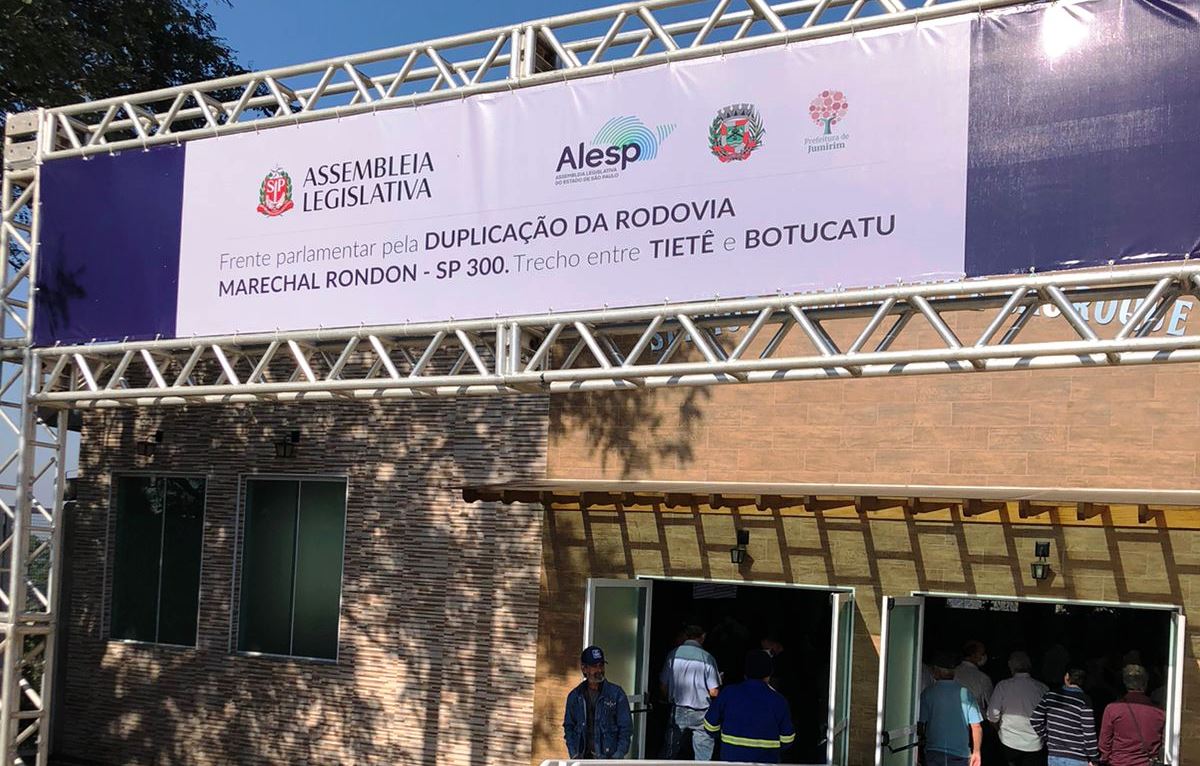 SP
ASSEMBLEIA
LEGISLATIVA
Alesp
ASSEMBLEIA LEGISLATIVA
DO ESTADO DE SÃO PAULO
Prefeitura de
Jumirim
Frente parlamentar pela DUPLICAÇÃO DA RODOVIA
MARECHAL RONDON - SP 300. Trecho entre TIETÊ e BOTUCATU